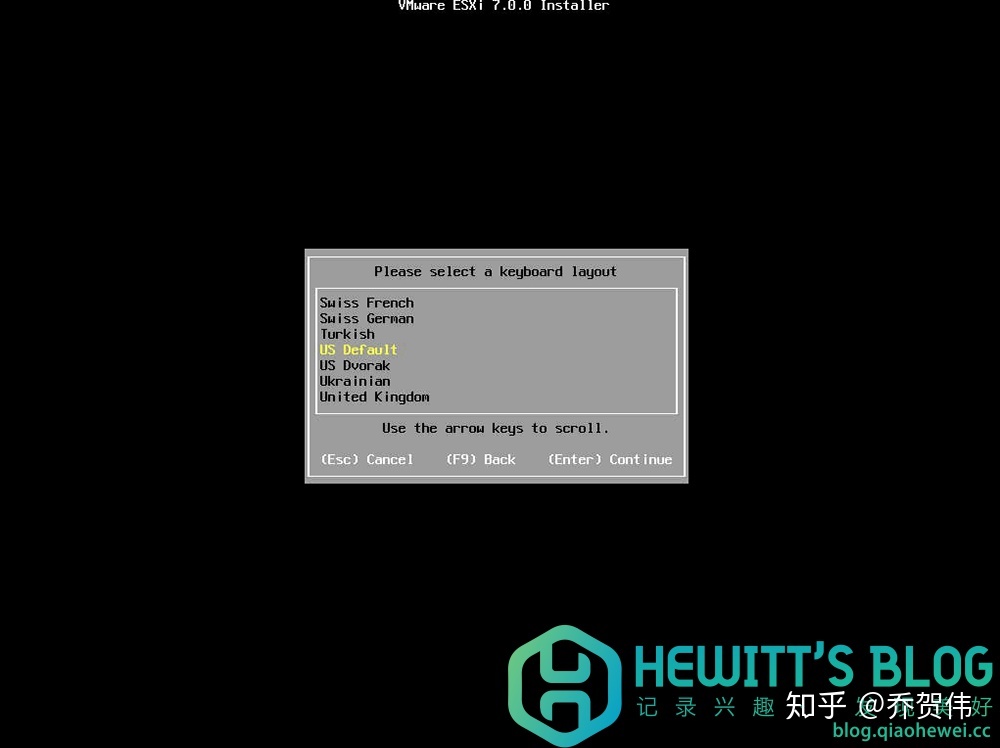 VMware ESXi 7.0.0 Installer
Please select a keyboard layout
Swiss French
Swiss German
Turkish
US Default
US Dvorak
Ukrainian
United Kingdom
Use the arrow keys to scroll.
(Esc) Cancel (F9) Back (Enter) Continue
HEWITT'S BLOG
记录兴趣 好
知乎 @乔贺伟
blog.qiaohewei.cc